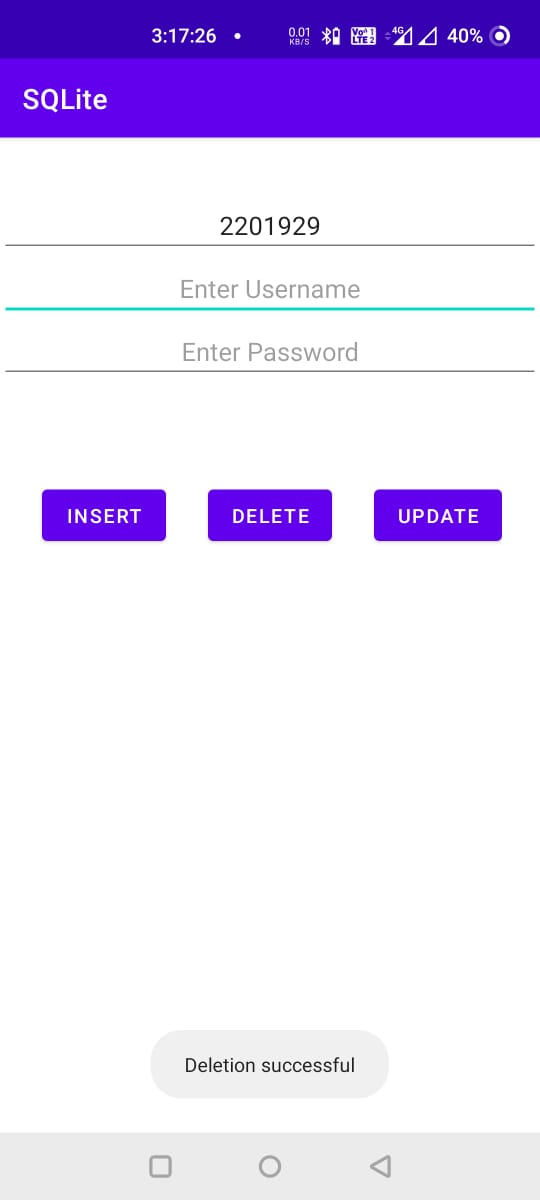 3:17:26 0.01 KB/S Vo 1 LTE 2 4G 40%
SQLite
2201929
Enter Username
Enter Password
INSERT DELETE UPDATE
Deletion successful